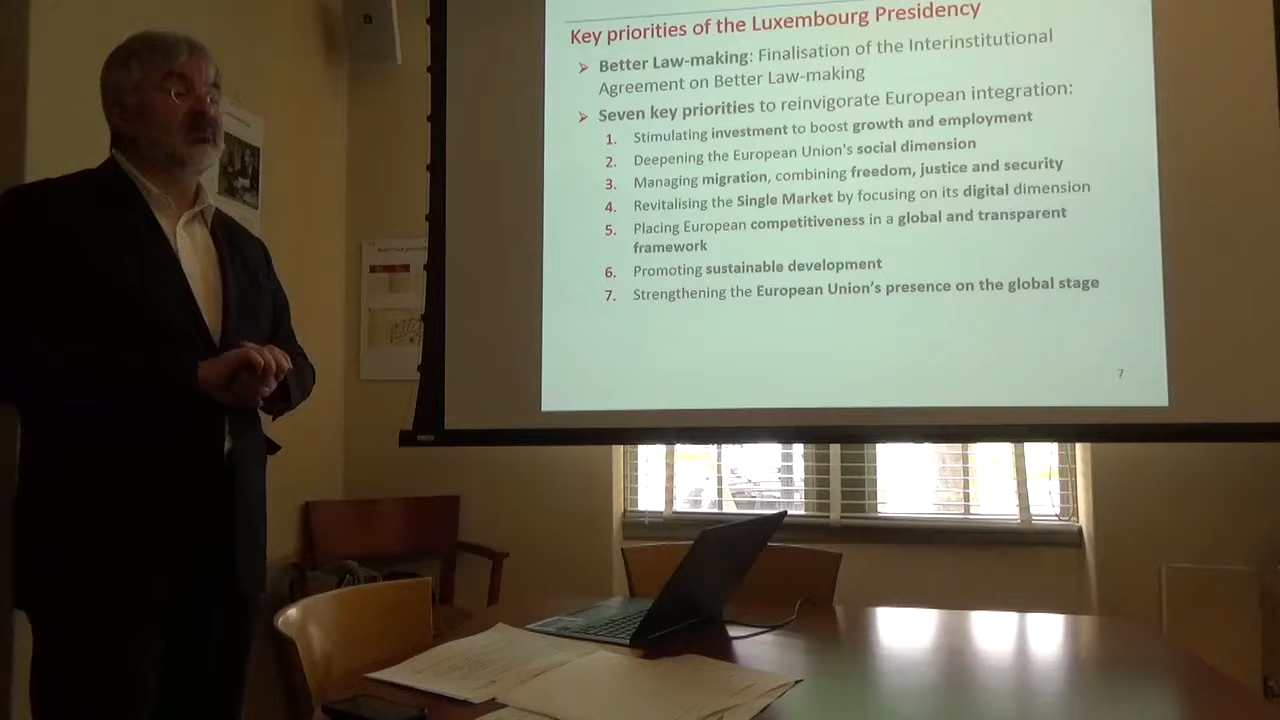 Key priorities of the Luxembourg Presidency
➢ Better Law-making: Finalisation of the Interinstitutional
Agreement on Better Law-making
➢ Seven key priorities to reinvigorate European integration:
1. Stimulating investment to boost growth and employment
2. Deepening the European Union's social dimension
3. Managing migration, combining freedom, justice and security
4. Revitalising the Single Market by focusing on its digital dimension
5. Placing European competitiveness in a global and transparent
framework
6. Promoting sustainable development
7. Strengthening the European Union’s presence on the global stage
7